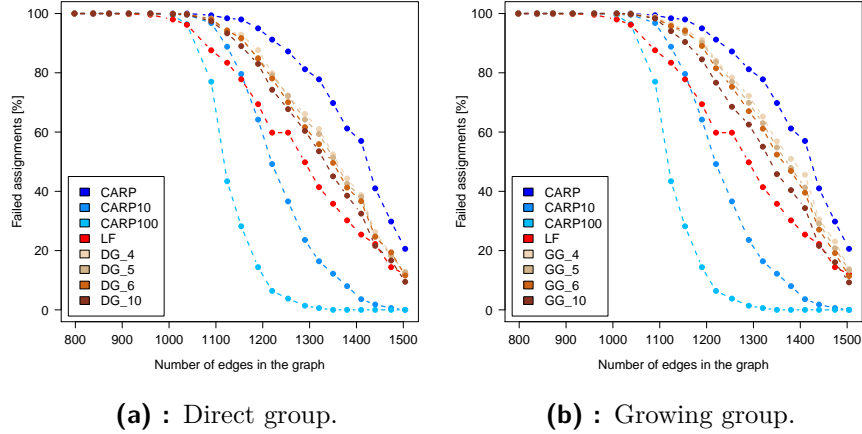 Failed assignments [%]
100
80
60
40
20
0
CARP
CARP10
CARP100
LF
DG_4
DG_5
DG_6
DG_10
800 900 1000 1100 1200 1300 1400 1500
Number of edges in the graph
(a) : Direct group.
Failed assignments [%]
100
80
60
40
20
0
CARP
CARP10
CARP100
LF
GG_4
GG_5
GG_6
GG_10
800 900 1000 1100 1200 1300 1400 1500
Number of edges in the graph
(b) : Growing group.